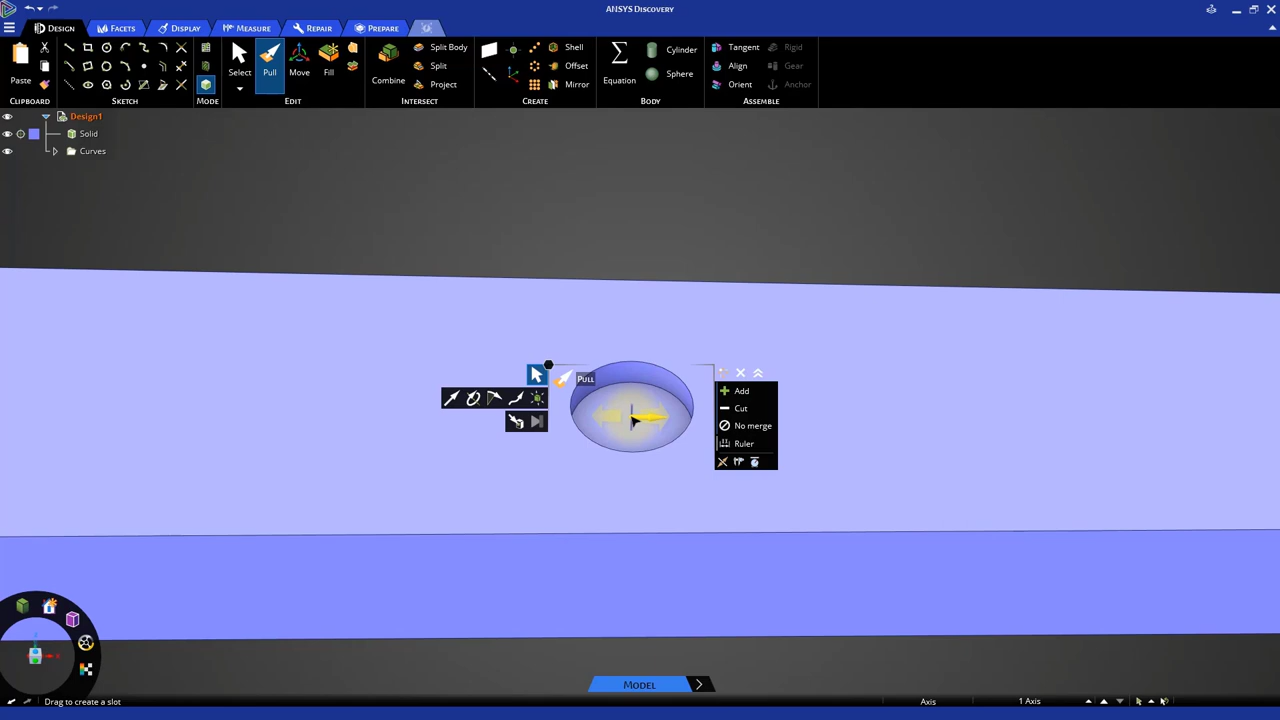 ANSYS Discovery
Design Facets Display Measure Repair Prepare
Paste
Select Pull Move Fill
Combine Split Body
Split
Project
Shell
Offset
Mirror
Equation Cylinder
Sphere
Tangent Rigid
Align Gear
Orient Anchor
Clipboard Sketch Mode Edit Intersect Create Body Assemble
Design1
Solid
Curves
Pull
Add
Cut
No merge
Ruler
Model
Drag to create a slot Axis 1 Axis